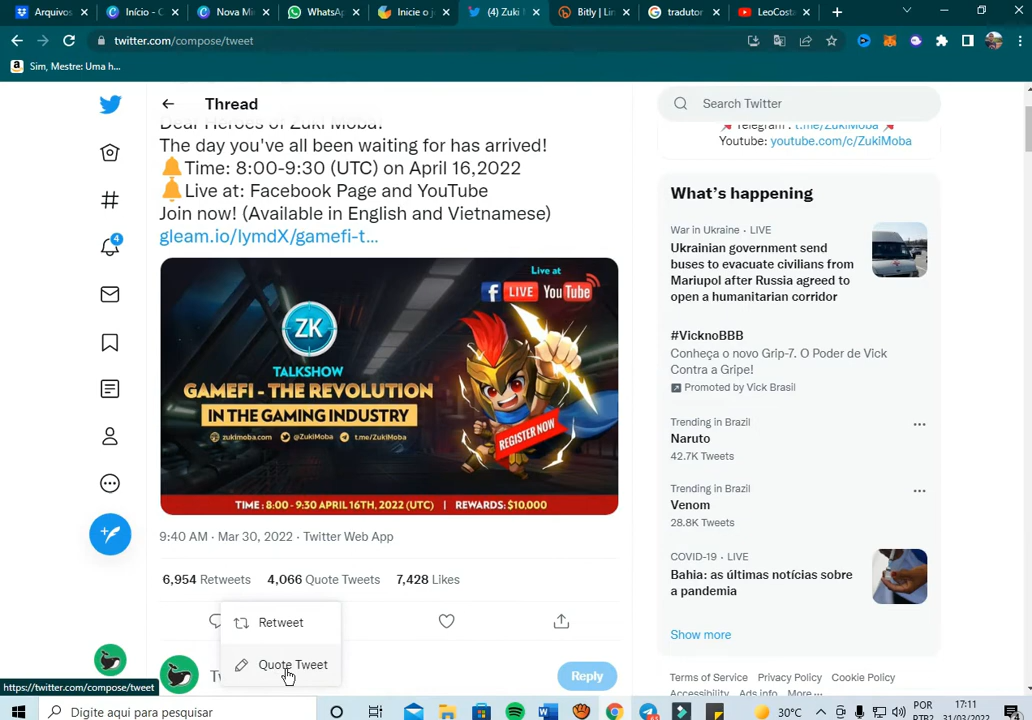 Arquivos
Início - C
Nova Mi
WhatsAp
Inicie o j
(4) Zuki
Bitly | Lin
tradutor
LeoCosta
twitter.com/compose/tweet
Sim, Mestre: Uma h...
Thread
Search Twitter
Dear Heroes of Zuki Moba!
The day you've all been waiting for has arrived!
Time: 8:00-9:30 (UTC) on April 16,2022
Live at: Facebook Page and YouTube
Join now! (Available in English and Vietnamese)
gleam.io/lymdX/gamefi-t...
Live at
LIVE
YouTube
ZK
TALKSHOW
GAMEFI - THE REVOLUTION
IN THE GAMING INDUSTRY
zukimoba.com @ZukiMoba t.me/ZukiMoba
REGISTER NOW
TIME : 8:00 - 9:30 APRIL 16TH, 2022 (UTC) | REWARDS: $10,000
9:40 AM · Mar 30, 2022 · Twitter Web App
6,954 Retweets 4,066 Quote Tweets 7,428 Likes
Retweet
Quote Tweet
Reply
4
Telegram : t.me/ZukiMoba
Youtube: youtube.com/c/ZukiMoba
What's happening
War in Ukraine · LIVE
Ukrainian government send
buses to evacuate civilians from
Mariupol after Russia agreed to
open a humanitarian corridor
#VicknoBBB
Conheça o novo Grip-7. O Poder de Vick
Contra a Gripe!
Promoted by Vick Brasil
Trending in Brazil
Naruto
42.7K Tweets
Trending in Brazil
Venom
28.8K Tweets
COVID-19 · LIVE
Bahia: as últimas notícias sobre
a pandemia
Show more
Terms of Service Privacy Policy Cookie Policy
Accessibility Ads info More ...
https://twitter.com/compose/tweet
Digite aqui para pesquisar
30°C
POR
PTB2
17:11
31/03/2022